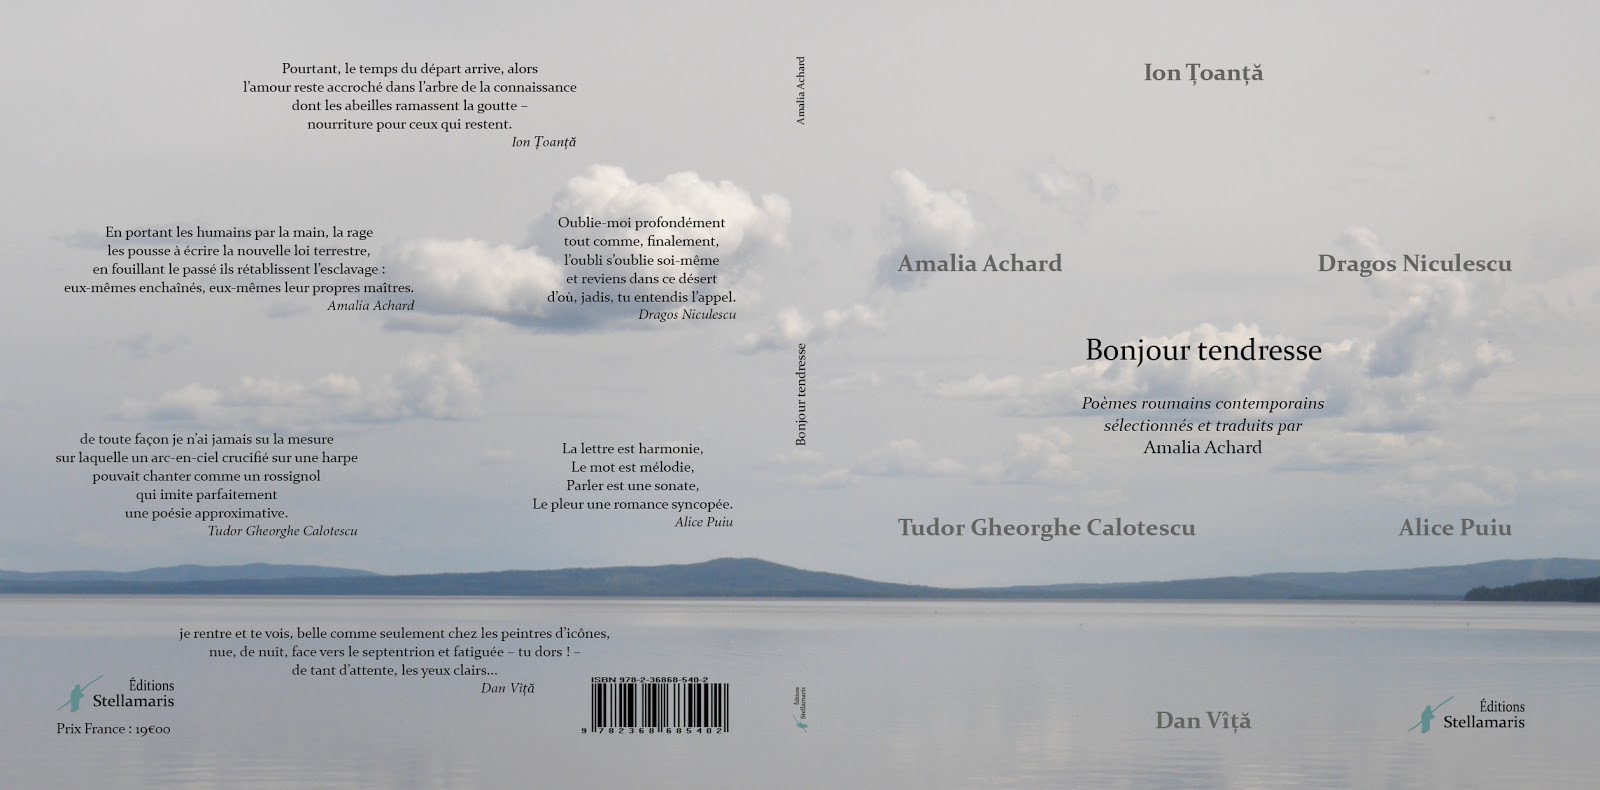 Pourtant, le temps du départ arrive, alors
l'amour reste accroché dans l'arbre de la connaissance
dont les abeilles ramassent la goutte –
nourriture pour ceux qui restent.
Ion Țoanță
En portant les humains par la main, la rage
les pousse à écrire la nouvelle loi terrestre,
en fouillant le passé ils rétablissent l'esclavage :
eux-mêmes enchaînés, eux-mêmes leur propres maîtres.
Amalia Achard
Oublie-moi profondément
tout comme, finalement,
l'oubli s'oublie soi-même
et reviens dans ce désert
d'où, jadis, tu entendis l'appel.
Dragos Niculescu
de toute façon je n'ai jamais su la mesure
sur laquelle un arc-en-ciel crucifié sur une harpe
pouvait chanter comme un rossignol
qui imite parfaitement
une poésie approximative.
Tudor Gheorghe Calotescu
La lettre est harmonie,
Le mot est mélodie,
Parler est une sonate,
Le pleur une romance syncopée.
Alice Puiu
je rentre et te vois, belle comme seulement chez les peintres d'icônes,
nue, de nuit, face vers le septentrion et fatiguée – tu dors ! –
de tant d'attente, les yeux clairs...
Dan Vîță
Éditions
Stellamaris
Prix France : 19€00
ISBN 978-2-36868-540-2
9 782368 685402
Amalia Achard
Bonjour tendresse
Éditions
Stellamaris
Ion Țoanță
Amalia Achard
Dragos Niculescu
Bonjour tendresse
Poèmes roumains contemporains
sélectionnés et traduits par
Amalia Achard
Tudor Gheorghe Calotescu
Alice Puiu
Dan Vîță
Éditions
Stellamaris